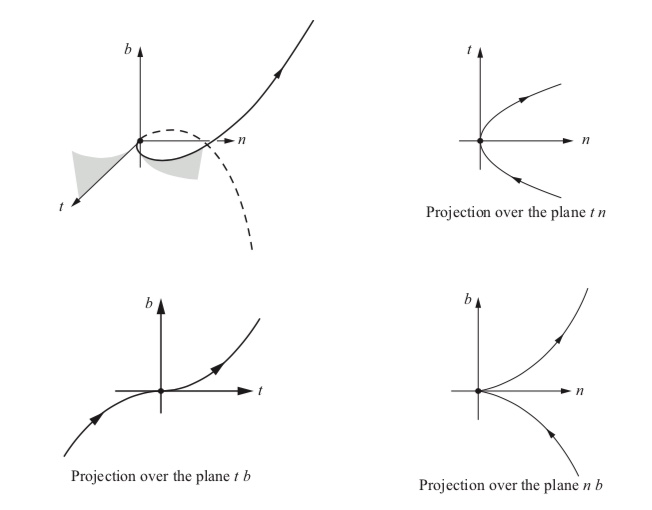 b
n
t
t
n
Projection over the plane t n
b
t
Projection over the plane t b
b
n
Projection over the plane n b